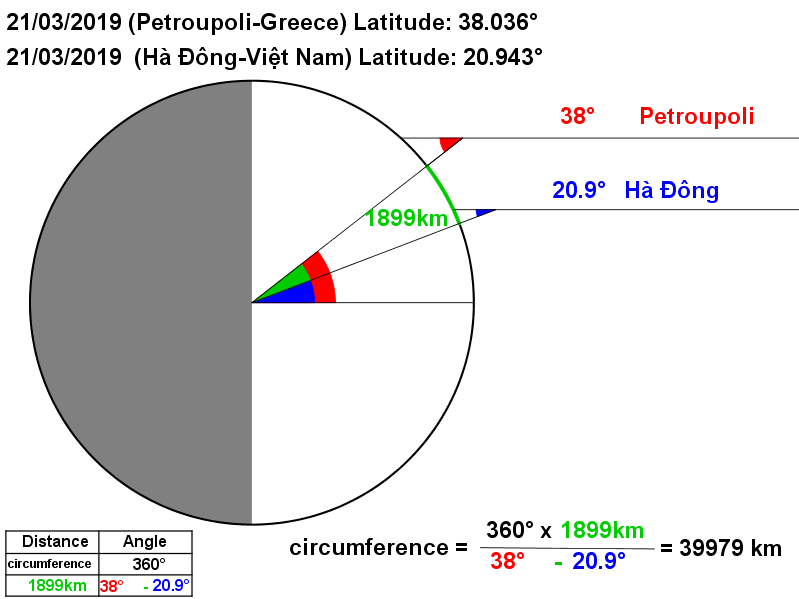 21/03/2019 (Petroupoli-Greece) Latitude: 38.036°
21/03/2019 (Hà Đông-Việt Nam) Latitude: 20.943°
38° Petroupoli
20.9° Hà Đông
1899km
360° x 1899km
circumference = = 39979 km
38° - 20.9°
Distance Angle
circumference 360°
1899km 38° - 20.9°